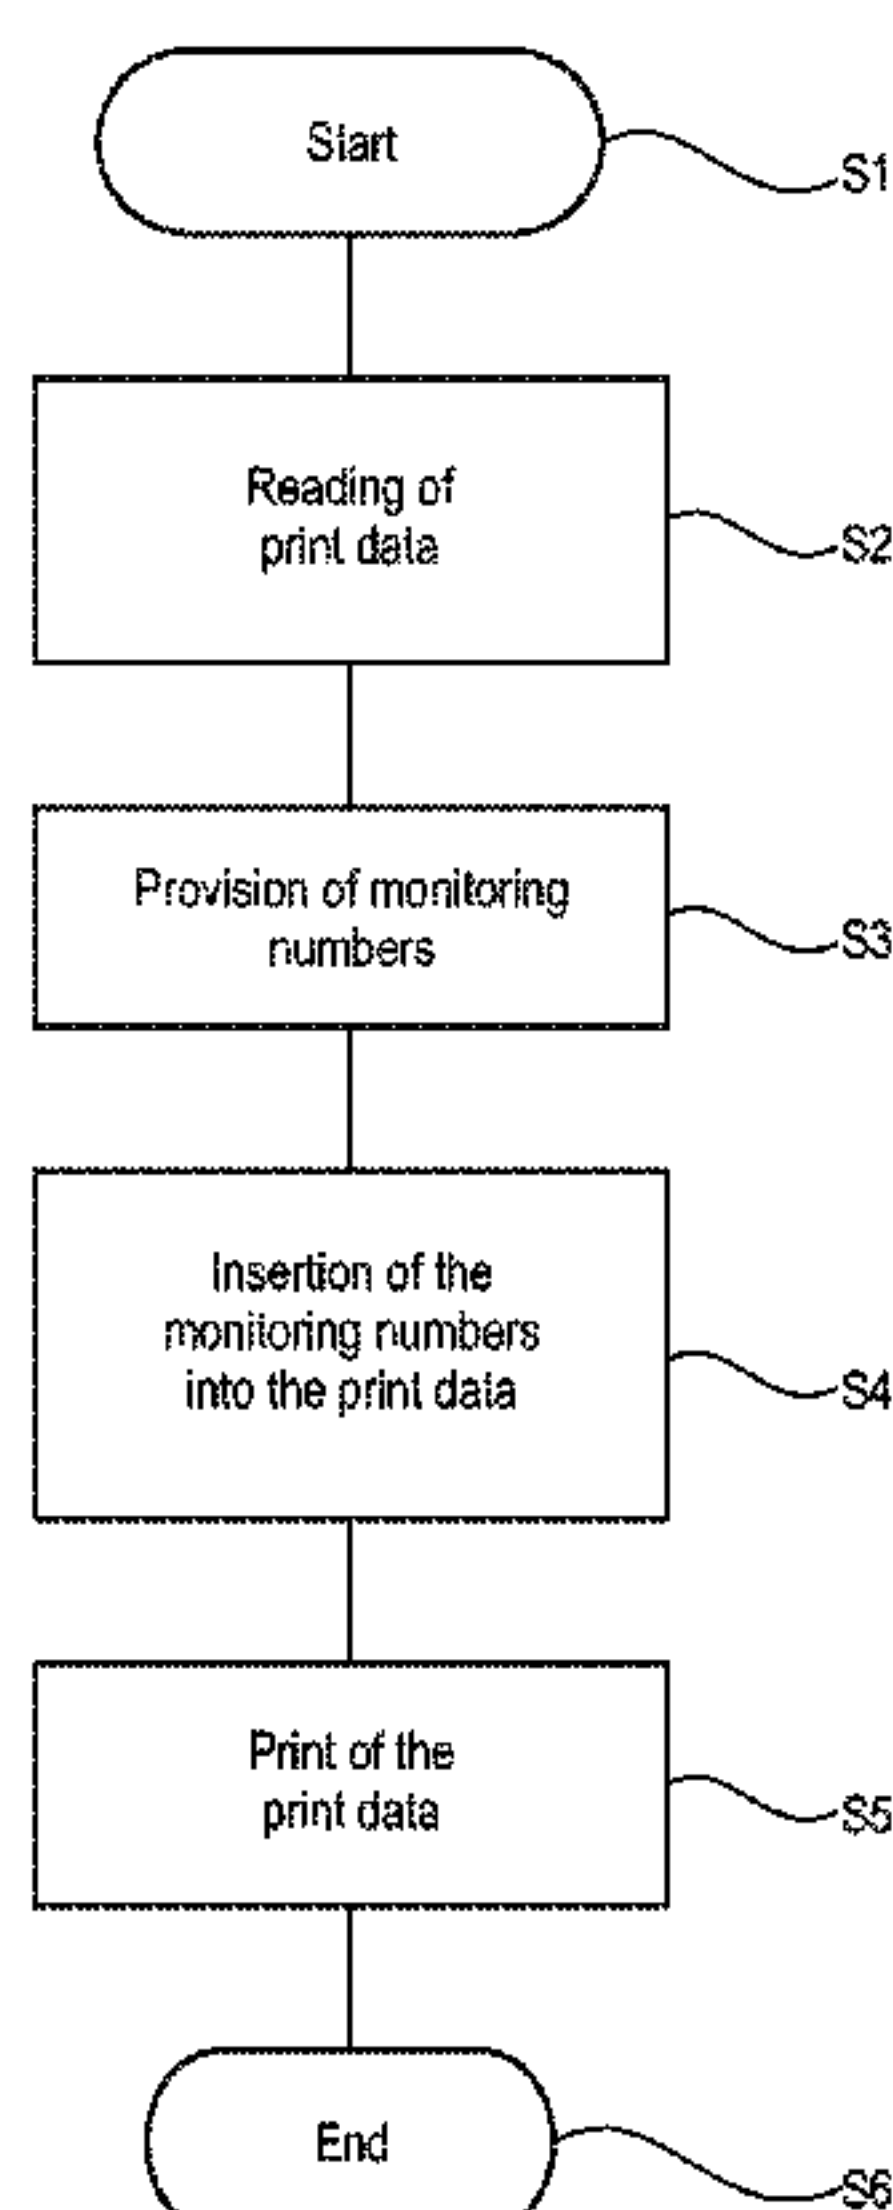 Start
S1
Reading of
print data
S2
Provision of monitoring
numbers
S3
Insertion of the
monitoring numbers
into the print data
S4
Print of the
print data
S5
End
S6